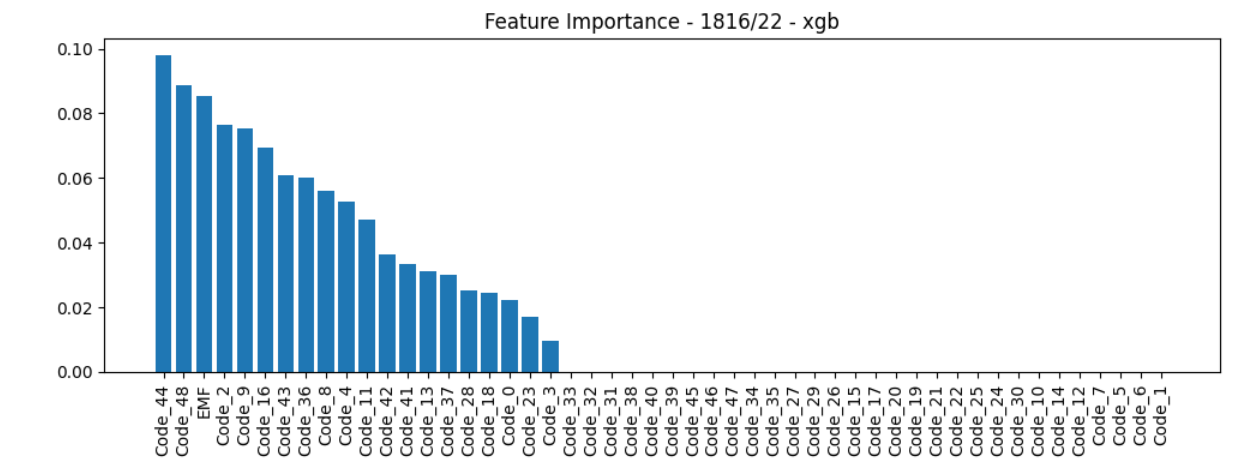 Feature Importance - 1816/22 - xgb
0.10
0.08
0.06
0.04
0.02
0.00
Code_44
Code_48
EMF
Code_2
Code_9
Code_16
Code_43
Code_36
Code_8
Code_4
Code_11
Code_42
Code_41
Code_13
Code_37
Code_28
Code_18
Code_0
Code_23
Code_3
Code_33
Code_32
Code_31
Code_38
Code_40
Code_39
Code_45
Code_46
Code_47
Code_34
Code_35
Code_27
Code_29
Code_26
Code_15
Code_17
Code_20
Code_19
Code_21
Code_22
Code_25
Code_24
Code_30
Code_10
Code_14
Code_12
Code_7
Code_5
Code_6
Code_1